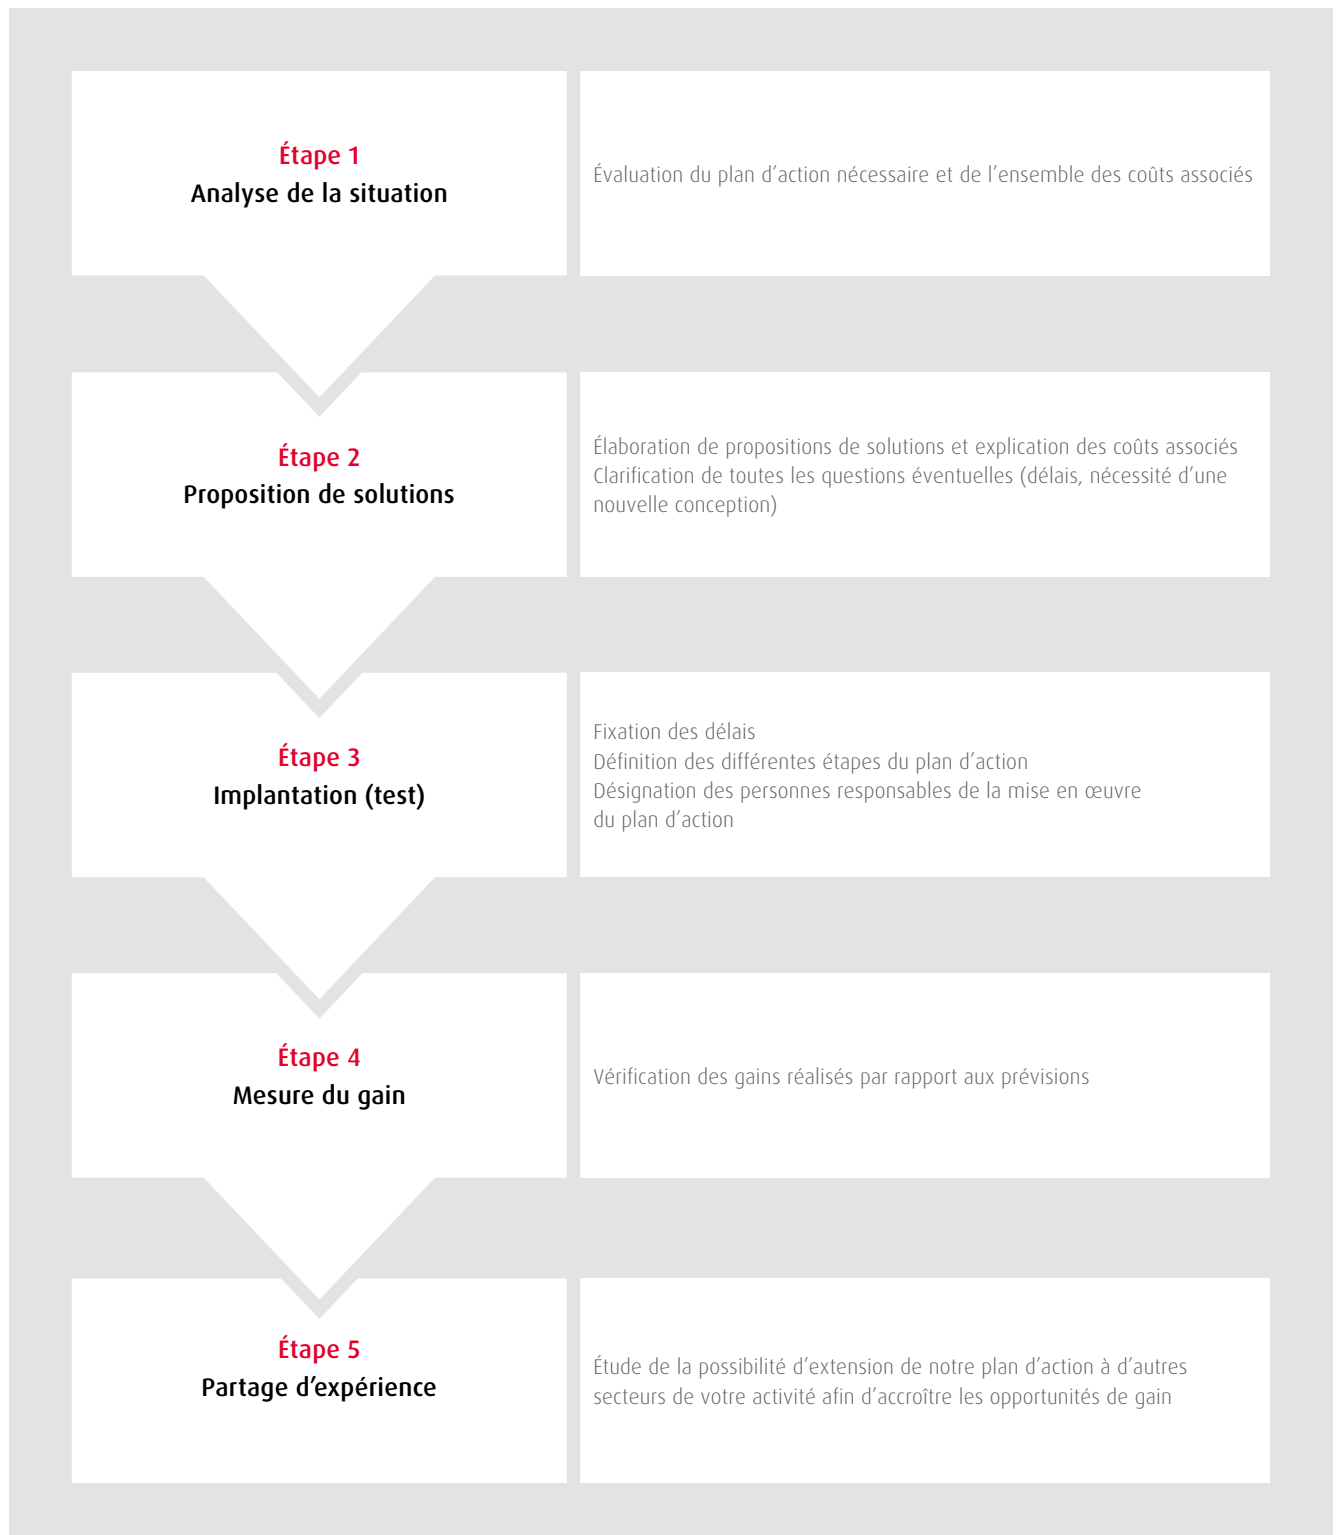 Étape 1
Analyse de la situation
Évaluation du plan d’action nécessaire et de l’ensemble des coûts associés
Étape 2
Proposition de solutions
Élaboration de propositions de solutions et explication des coûts associés
Clarification de toutes les questions éventuelles (délais, nécessité d’une
nouvelle conception)
Étape 3
Implantation (test)
Fixation des délais
Définition des différentes étapes du plan d’action
Désignation des personnes responsables de la mise en œuvre
du plan d’action
Étape 4
Mesure du gain
Vérification des gains réalisés par rapport aux prévisions
Étape 5
Partage d’expérience
Étude de la possibilité d’extension de notre plan d’action à d’autres
secteurs de votre activité afin d’accroître les opportunités de gain